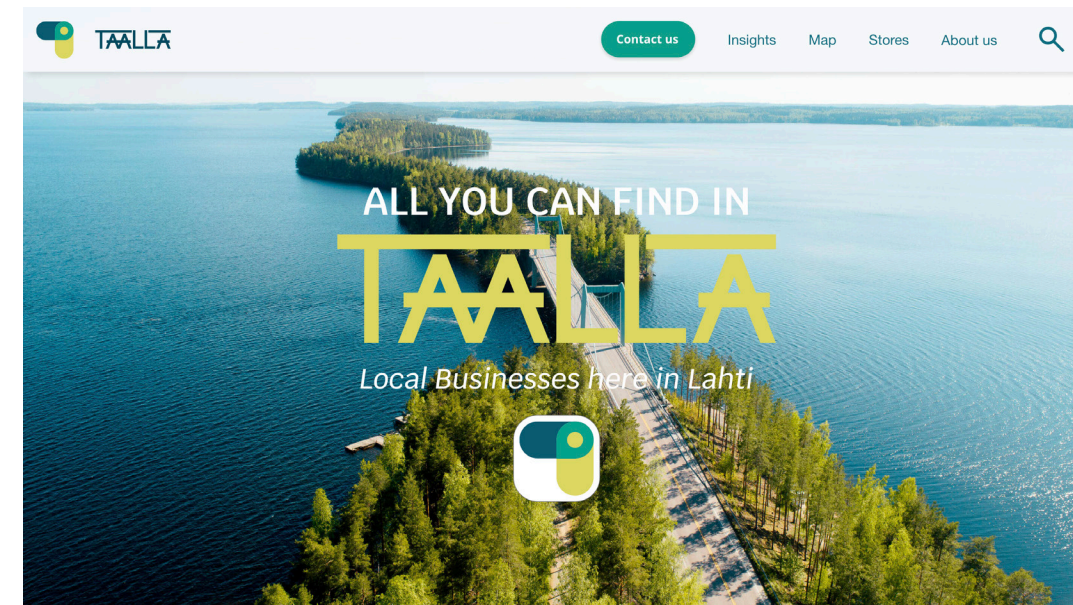 TAALLA
Contact us
Insights
Map
Stores
About us
ALL YOU CAN FIND IN
TAALLA
Local Businesses here in Lahti